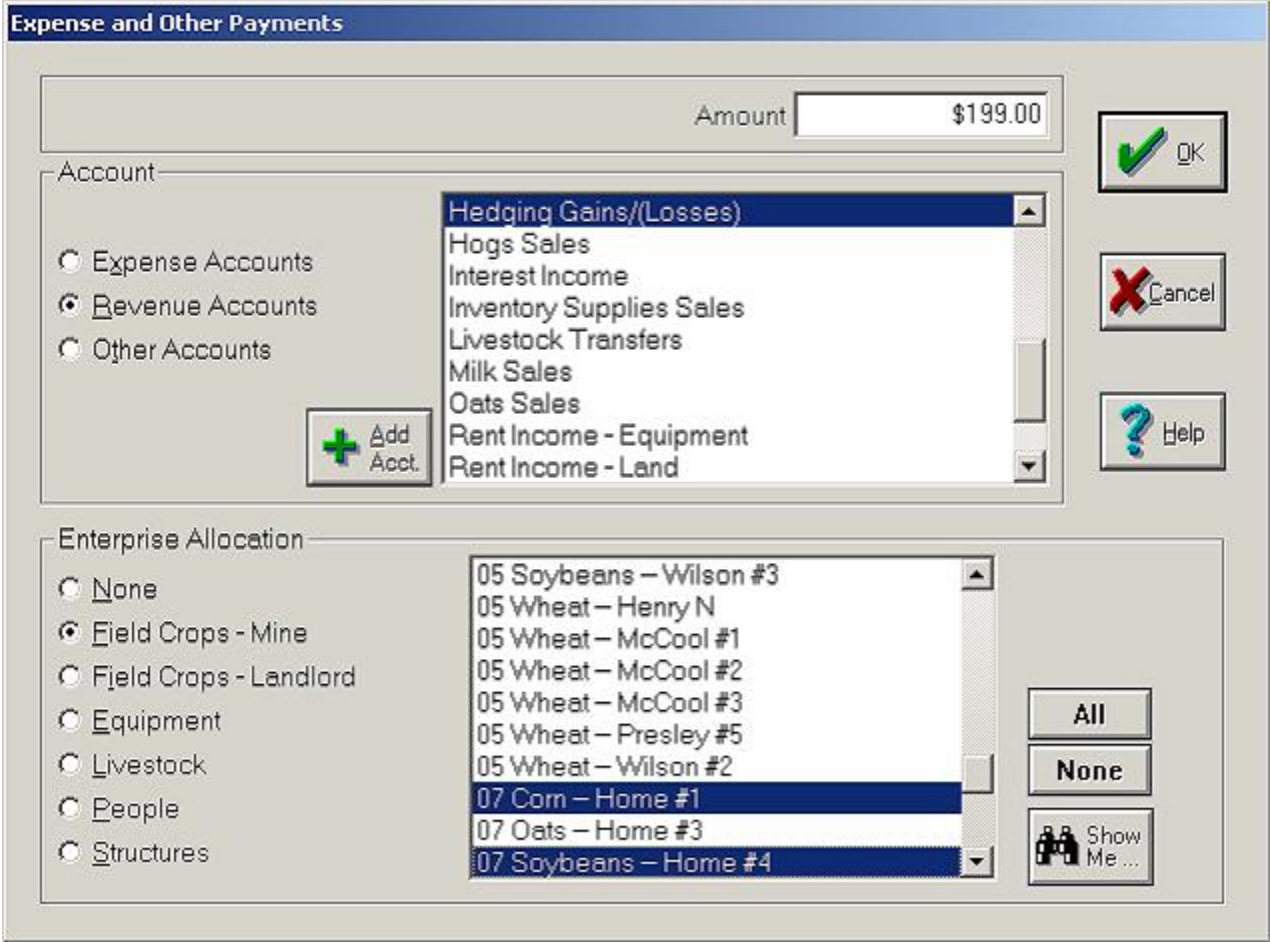 Expense and Other Payments
Amount $199.00
OK
Account
Expense Accounts
Revenue Accounts
Other Accounts
Add
Acct.
Hedging Gains/(Losses)
Hogs Sales
Interest Income
Inventory Supplies Sales
Livestock Transfers
Milk Sales
Oats Sales
Rent Income - Equipment
Rent Income - Land
Cancel
Help
Enterprise Allocation
None
Field Crops - Mine
Field Crops - Landlord
Equipment
Livestock
People
Structures
05 Soybeans – Wilson #3
05 Wheat – Henry N
05 Wheat – McCool #1
05 Wheat – McCool #2
05 Wheat – McCool #3
05 Wheat – Presley #5
05 Wheat – Wilson #2
07 Corn – Home #1
07 Oats – Home #3
07 Soybeans – Home #4
All
None
Show
Me ...